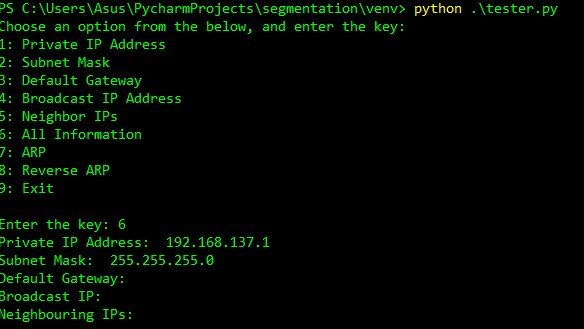 PS C:\Users\Asus\PycharmProjects\segmentation\venv> python .\tester.py
Choose an option from the below, and enter the key:
1: Private IP Address
2: Subnet Mask
3: Default Gateway
4: Broadcast IP Address
5: Neighbor IPs
6: All Information
7: ARP
8: Reverse ARP
9: Exit
Enter the key: 6
Private IP Address:  192.168.137.1
Subnet Mask:  255.255.255.0
Default Gateway:
Broadcast IP:
Neighbouring IPs: